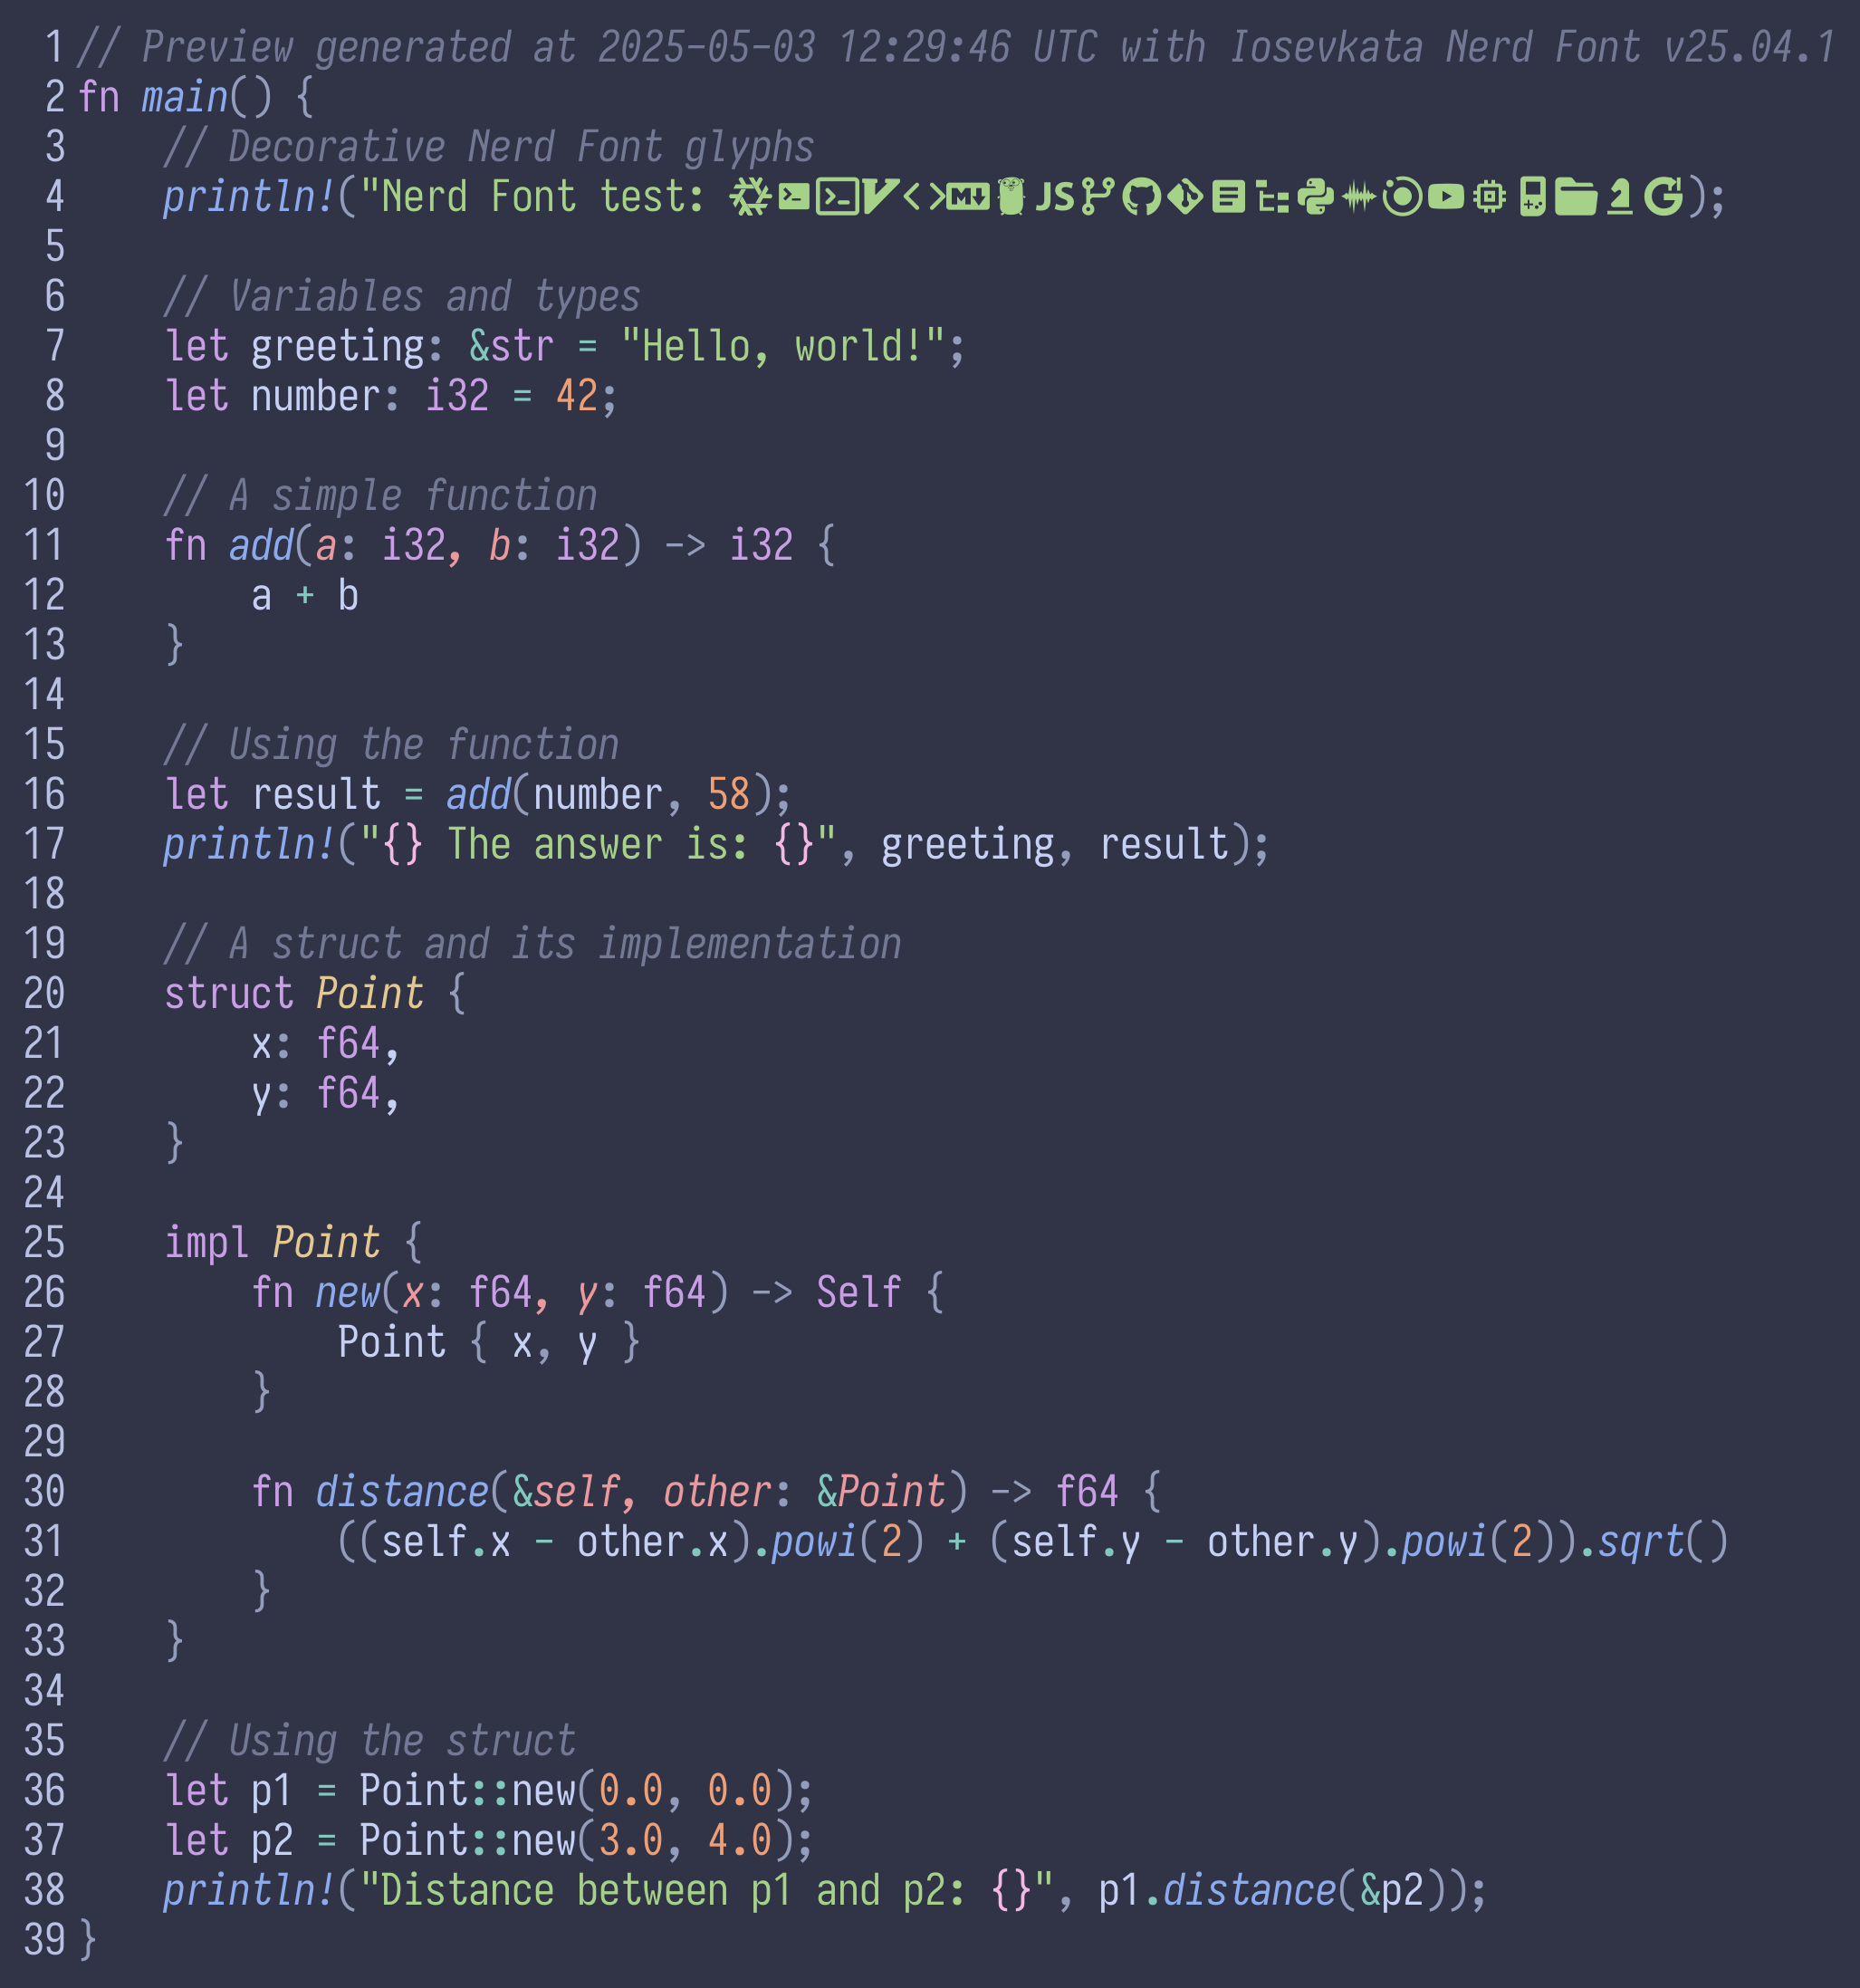 1 // Preview generated at 2025-05-03 12:29:46 UTC with Iosevkata Nerd Font v25.04.1
2 fn main() {
3     // Decorative Nerd Font glyphs
4     println!("Nerd Font test: );
5
6     // Variables and types
7     let greeting: &str = "Hello, world!";
8     let number: i32 = 42;
9
10     // A simple function
11     fn add(a: i32, b: i32) -> i32 {
12         a + b
13     }
14
15     // Using the function
16     let result = add(number, 58);
17     println!("{} The answer is: {}", greeting, result);
18
19     // A struct and its implementation
20     struct Point {
21         x: f64,
22         y: f64,
23     }
24
25     impl Point {
26         fn new(x: f64, y: f64) -> Self {
27             Point { x, y }
28         }
29
30         fn distance(&self, other: &Point) -> f64 {
31             ((self.x - other.x).powi(2) + (self.y - other.y).powi(2)).sqrt()
32         }
33     }
34
35     // Using the struct
36     let p1 = Point::new(0.0, 0.0);
37     let p2 = Point::new(3.0, 4.0);
38     println!("Distance between p1 and p2: {}", p1.distance(&p2));
39 }